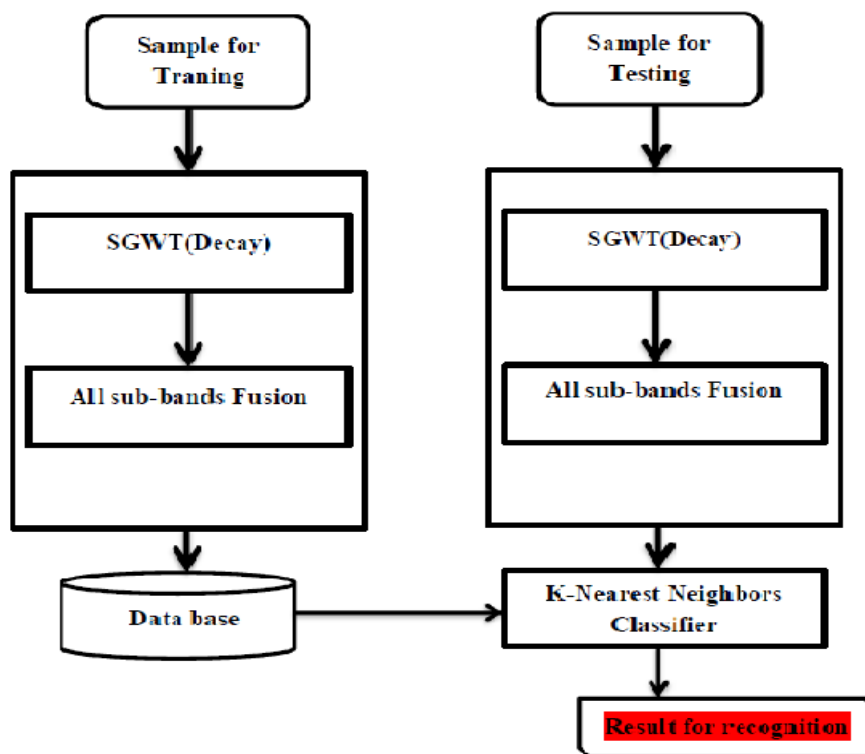 Sample for
Traning
SGWT(Decay)
All sub-bands Fusion
Data base
Sample for
Testing
SGWT(Decay)
All sub-bands Fusion
K-Nearest Neighbors
Classifier
Result for recognition